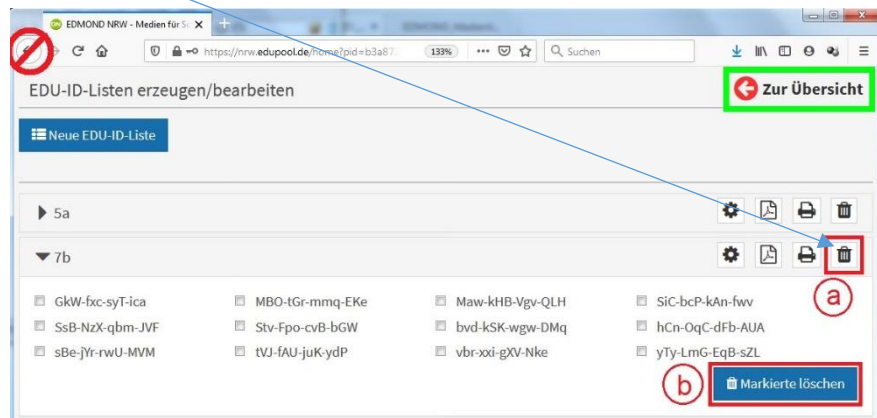 EDMOND NRW - Medien für Sc
https://nrw.edupool.de/home?pid=b3a87
133%
Suchen
EDU-ID-Listen erzeugen/bearbeiten
Zur Übersicht
Neue EDU-ID-Liste
5a
7b
GkW-fxc-syT-ica MBO-tGr-mmq-EKe Maw-kHB-Vgv-QLH SiC-bcP-kAn-fwv
a
SsB-NzX-qbm-JVF Stv-Fpo-cvB-bGW bvd-kSK-wgw-DMq hCn-OqC-dFb-AUA
sBe-jYr-rwU-MVM tVJ-fAU-juK-ydP vbr-xxi-gXV-Nke yTy-LmG-EqB-sZL
b
Markierte löschen